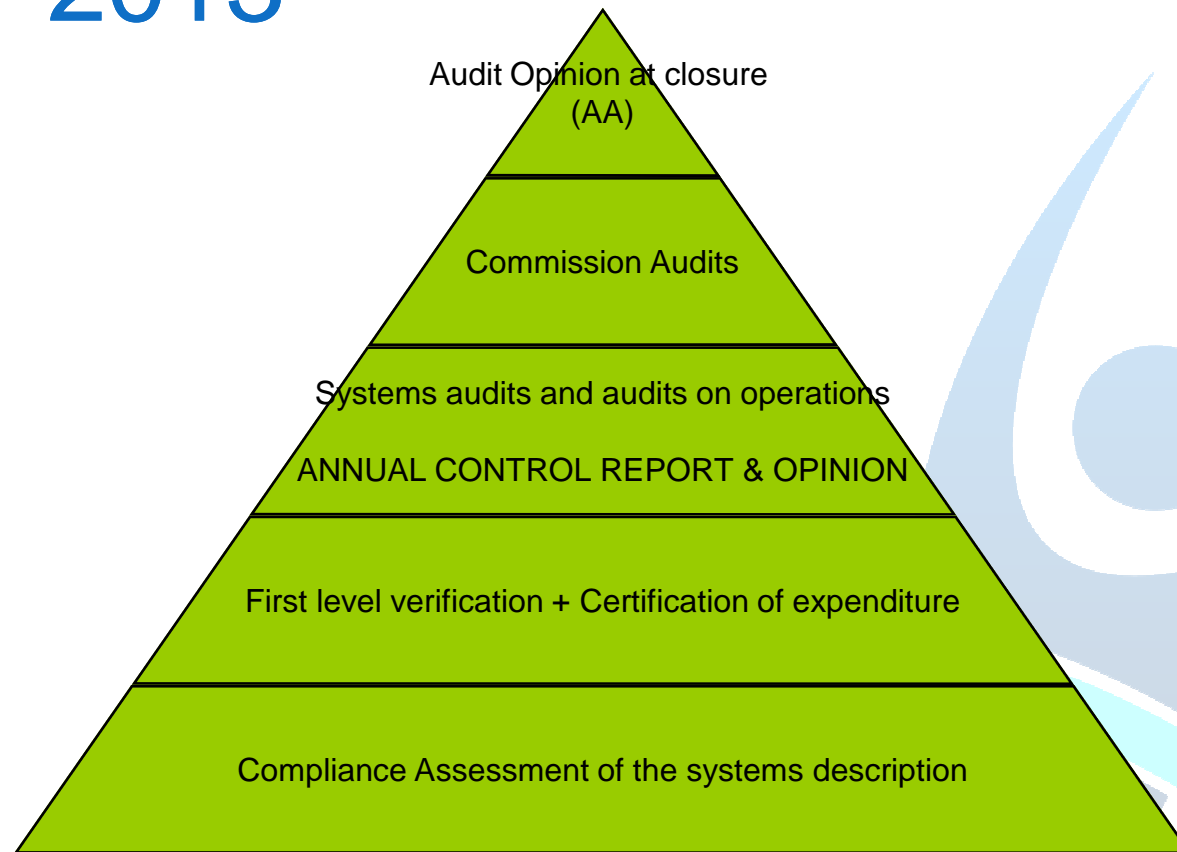 2013
Audit Opinion at closure
(AA)
Commission Audits
Systems audits and audits on operations
ANNUAL CONTROL REPORT & OPINION
First level verification + Certification of expenditure
Compliance Assessment of the systems description